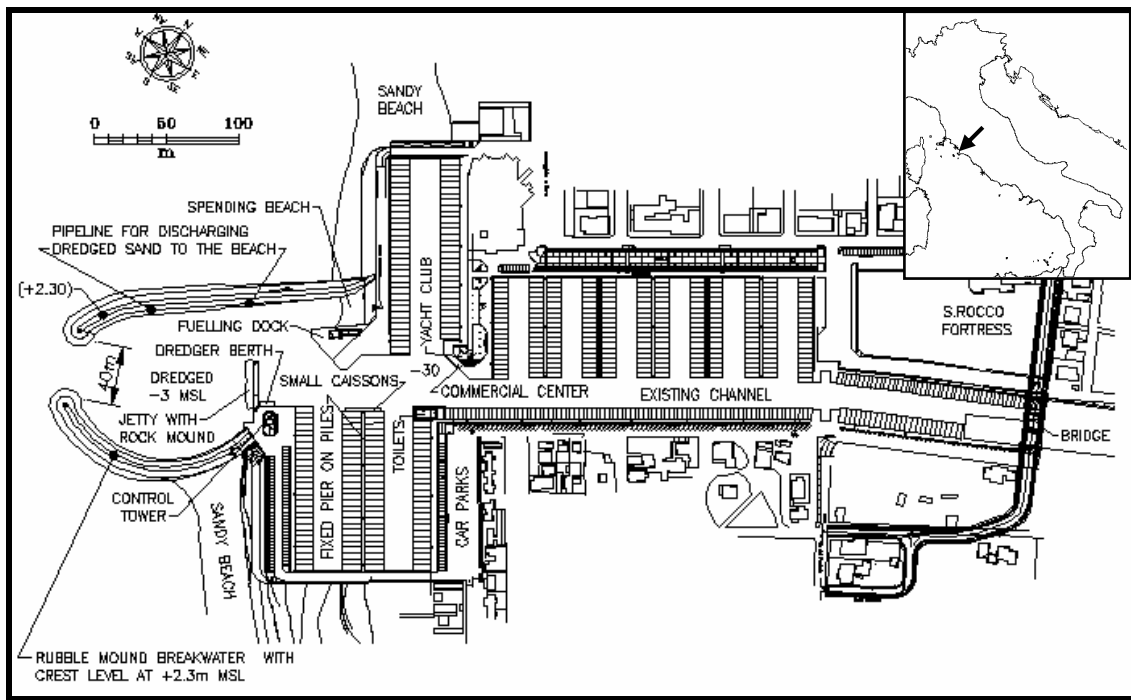 NW
N
NE
E
SE
S
SANDY
BEACH
0 50 100
m
SPENDING BEACH
PIPELINE FOR DISCHARGING
DREDGED SAND TO THE BEACH
(+2.30)
YACHT CLUB
FUELLING DOCK
DREDGER BERTH
40m
DREDGED
-3 MSL
SMALL CAISSONS
-30
COMMERCIAL CENTER
EXISTING CHANNEL
S.ROCCO
FORTRESS
JETTY WITH
ROCK MOUND
FIXED PIER ON PILES
TOILETS
CAR PARKS
BRIDGE
CONTROL
TOWER
SANDY BEACH
RUBBLE MOUND BREAKWATER WITH
CREST LEVEL AT +2.3m MSL